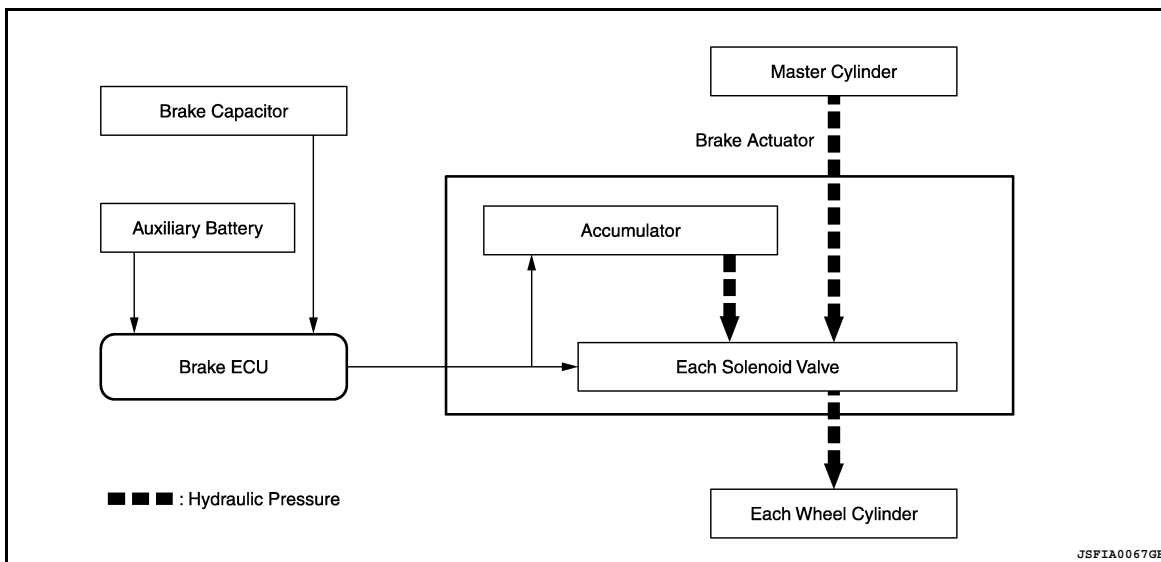 Master Cylinder
Brake Capacitor
Brake Actuator
Auxiliary Battery
Accumulator
Brake ECU
Each Solenoid Valve
: Hydraulic Pressure
Each Wheel Cylinder